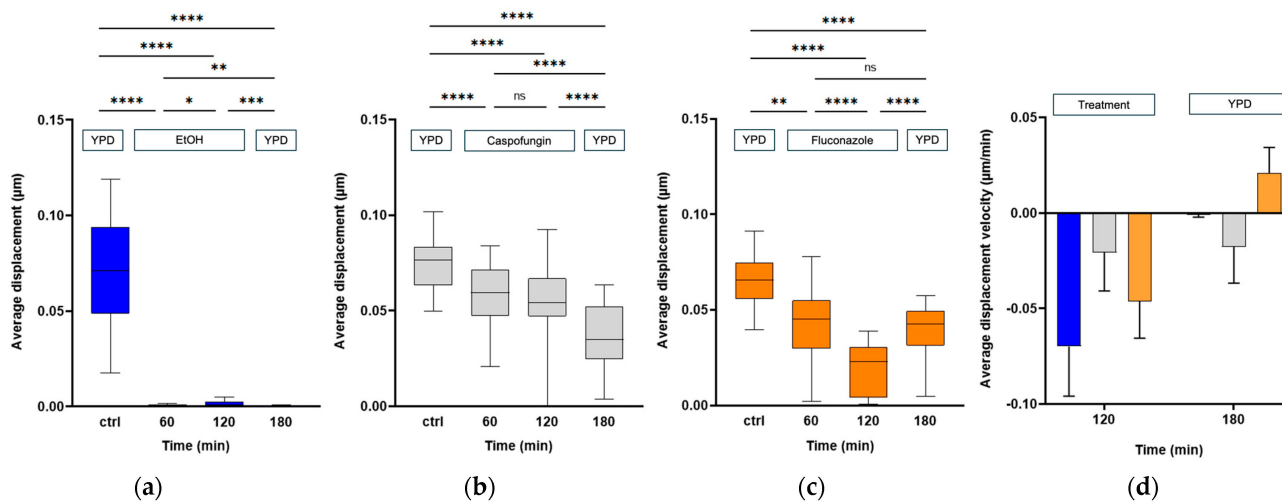 ****
****
**
****
*
***
YPD
EtOH
YPD
Average displacement (µm)
0.15
0.10
0.05
0.00
ctrl
60
120
180
Time (min)
(a)
****
****
****
****
ns
****
YPD
Caspofungin
YPD
Average displacement (µm)
0.15
0.10
0.05
0.00
ctrl
60
120
180
Time (min)
(b)
****
****
ns
**
****
****
YPD
Fluconazole
YPD
Average displacement (µm)
0.15
0.10
0.05
0.00
ctrl
60
120
180
Time (min)
(c)
Treatment
YPD
Average displacement velocity (µm/min)
0.05
0.00
-0.05
-0.10
120
180
Time (min)
(d)